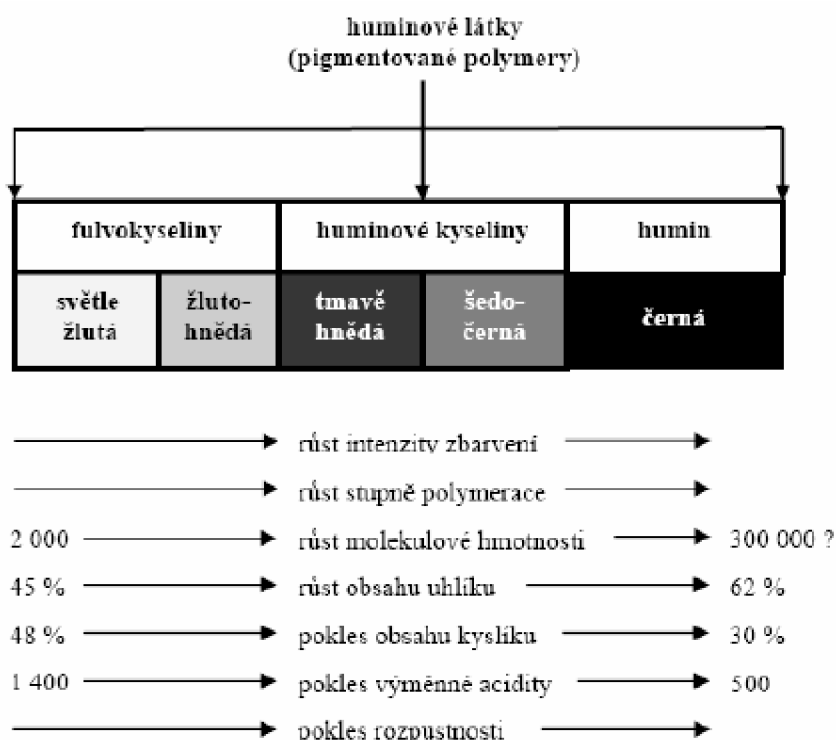 huminové látky
(pigmentované polymery)
fulvokyseliny huminové kyseliny humin
světle žlutá žluto-hnědá tmavě hnědá šedo-černá černá
růst intenzity zbarvení
růst stupně polymerace
2 000 růst molekulové hmotnosti 300 000 ?
45 % růst obsahu uhlíku 62 %
48 % pokles obsahu kyslíku 30 %
1 400 pokles výměnné acidity 500
pokles rozpustnosti